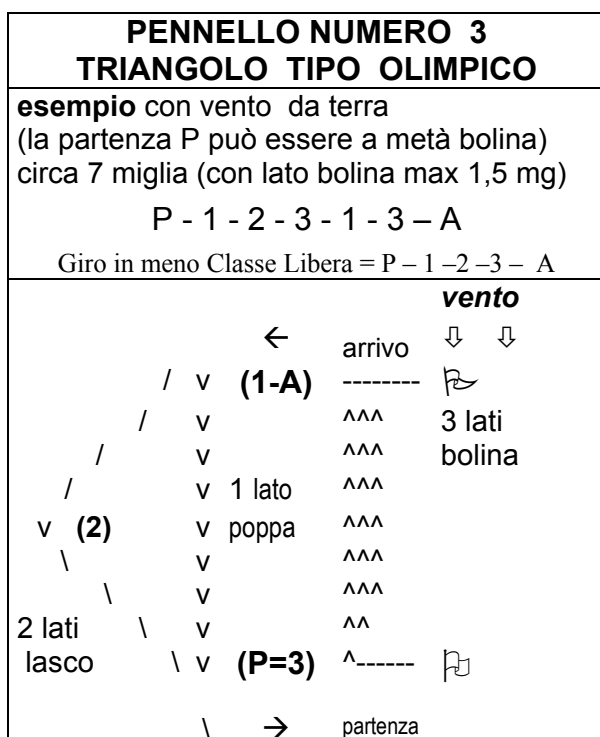 PENNELLO NUMERO 3
TRIANGOLO TIPO OLIMPICO
esempio con vento da terra
(la partenza P può essere a metà bolina)
circa 7 miglia (con lato bolina max 1,5 mg)
P - 1 - 2 - 3 - 1 - 3 – A
Giro in meno Classe Libera = P – 1 –2 –3 – A
vento
← arrivo ⇩ ⇩
/ v (1-A) --------
/ v ^^^ 3 lati
/ v ^^^ bolina
/ v 1 lato ^^^
v (2) v poppa ^^^
\ v ^^^
\ v ^^^
2 lati \ v ^^
lasco \ v (P=3) ^------
\ → partenza